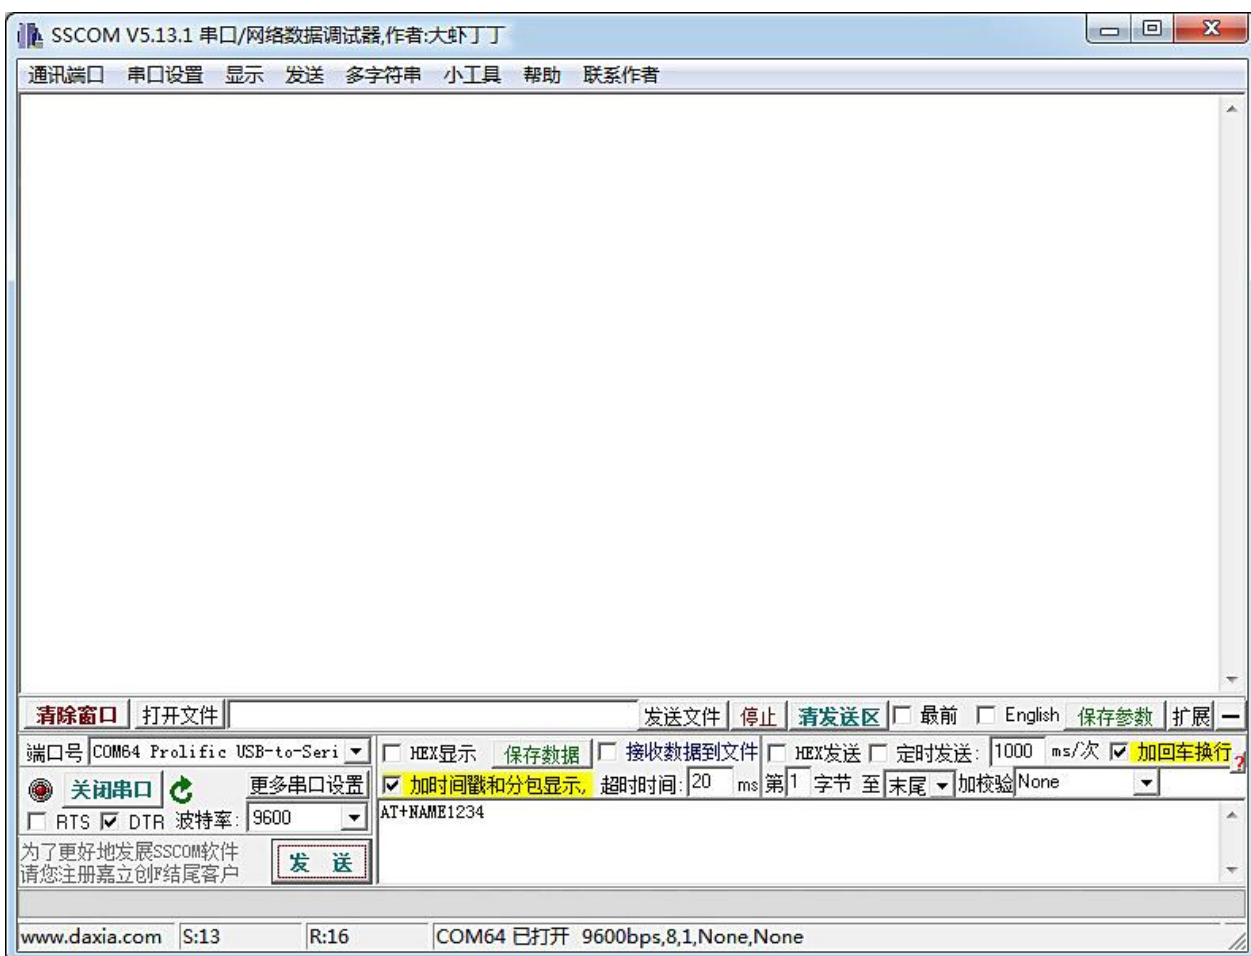 SSCOM V5.13.1 串口/网络数据调试器,作者:大虾丁丁
通讯端口 串口设置 显示 发送 多字符串 小工具 帮助 联系作者
清除窗口 打开文件 发送文件 停止 清发送区 最前 English 保存参数 扩展
端口号 COM64 Prolific USB-to-Seri HEX显示 保存数据 接收数据到文件 HEX发送 定时发送: 1000 ms/次 加回车换行
关闭串口 更多串口设置 加时间戳和分包显示, 超时时间: 20 ms 第1 字节 至 末尾 加校验 None
RTS DTR 波特率: 9600 AT+NAME1234
为了更好地发展SSCOM软件
请您注册嘉立创F结尾客户
发 送
www.daxia.com S:13 R:16 COM64 已打开 9600bps,8,1,None,None